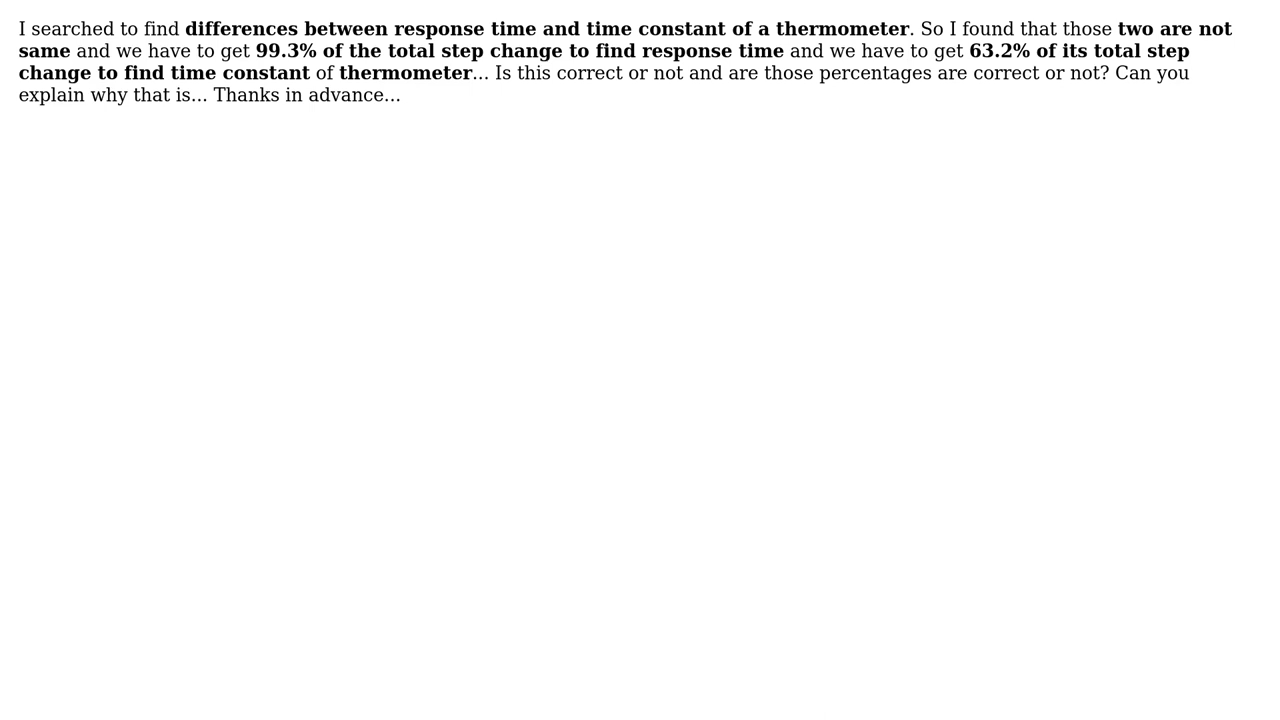 I searched to find differences between response time and time constant of a thermometer. So I found that those two are not
same and we have to get 99.3% of the total step change to find response time and we have to get 63.2% of its total step
change to find time constant of thermometer... Is this correct or not and are those percentages are correct or not? Can you
explain why that is... Thanks in advance...